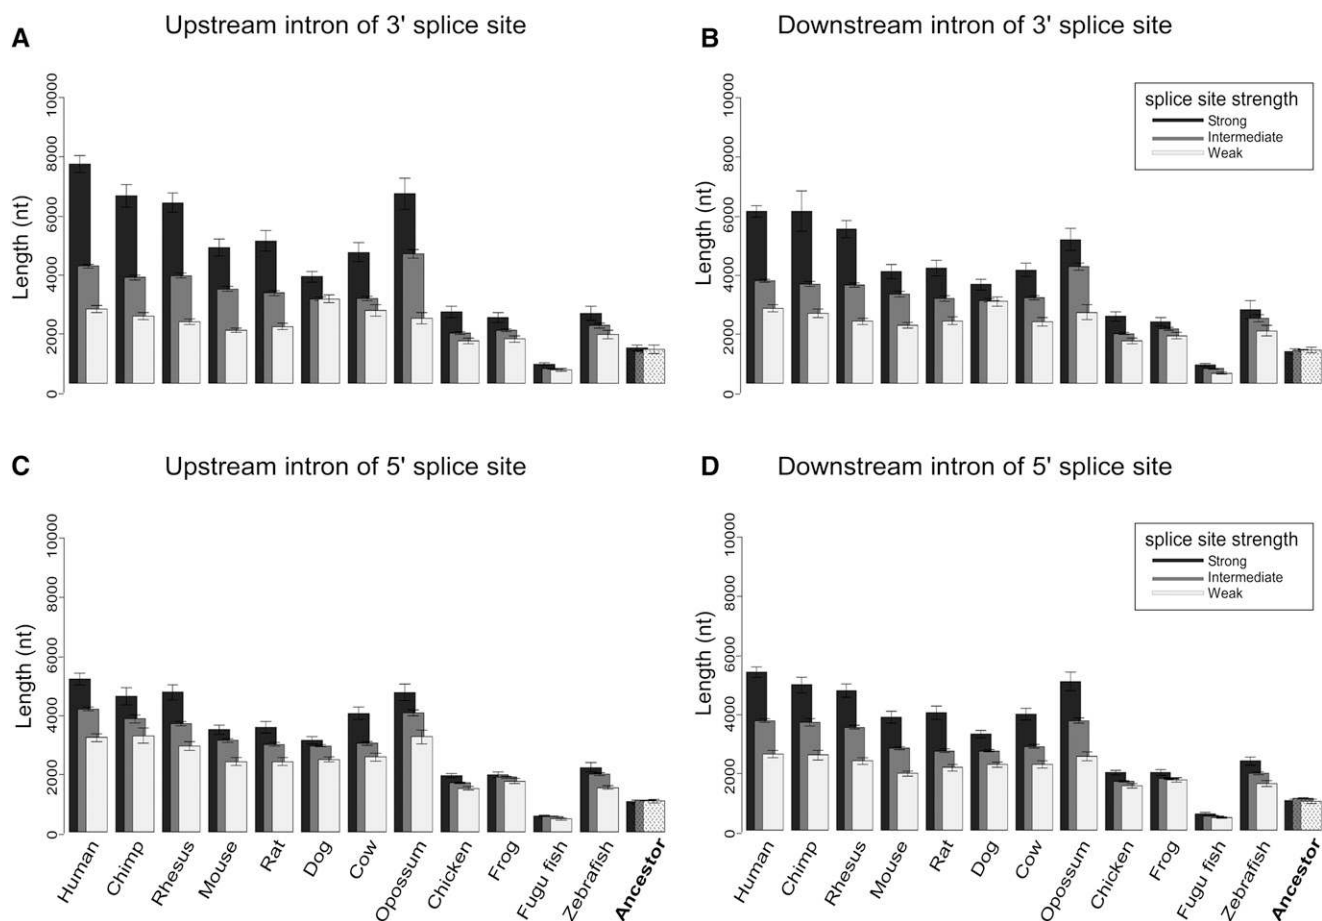 A
Upstream intron of 3' splice site
Length (nt)
10000
8000
6000
4000
2000
0
B
Downstream intron of 3' splice site
Length (nt)
10000
8000
6000
4000
2000
0
splice site strength
Strong
Intermediate
Weak
C
Upstream intron of 5' splice site
Length (nt)
10000
8000
6000
4000
2000
0
Human
Chimp
Rhesus
Mouse
Rat
Dog
Cow
Opossum
Chicken
Frog
Fugu fish
Zebrafish
Ancestor
D
Downstream intron of 5' splice site
Length (nt)
10000
8000
6000
4000
2000
0
splice site strength
Strong
Intermediate
Weak
Human
Chimp
Rhesus
Mouse
Rat
Dog
Cow
Opossum
Chicken
Frog
Fugu fish
Zebrafish
Ancestor